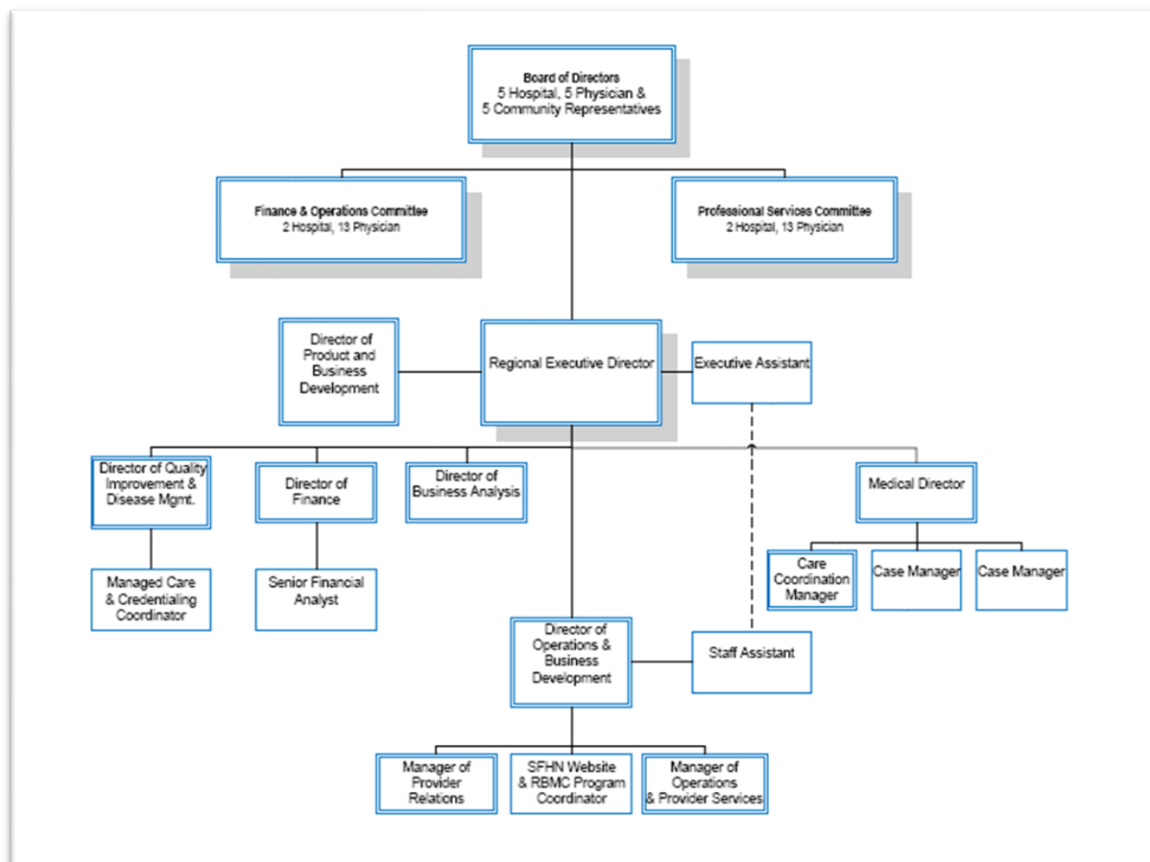 Board of Directors
5 Hospital, 5 Physician &
5 Community Representatives
Finance & Operations Committee
2 Hospital, 13 Physician
Professional Services Committee
2 Hospital, 13 Physician
Director of
Product and
Business
Development
Regional Executive Director
Executive Assistant
Director of Quality
Improvement &
Disease Mgmt.
Director of
Finance
Director of
Business Analysis
Medical Director
Managed Care
& Credentialing
Coordinator
Senior Financial
Analyst
Care
Coordination
Manager
Case Manager
Case Manager
Director of
Operations &
Business
Development
Staff Assistant
Manager of
Provider
Relations
SFHN Website
& RBMC Program
Coordinator
Manager of
Operations
& Provider Services